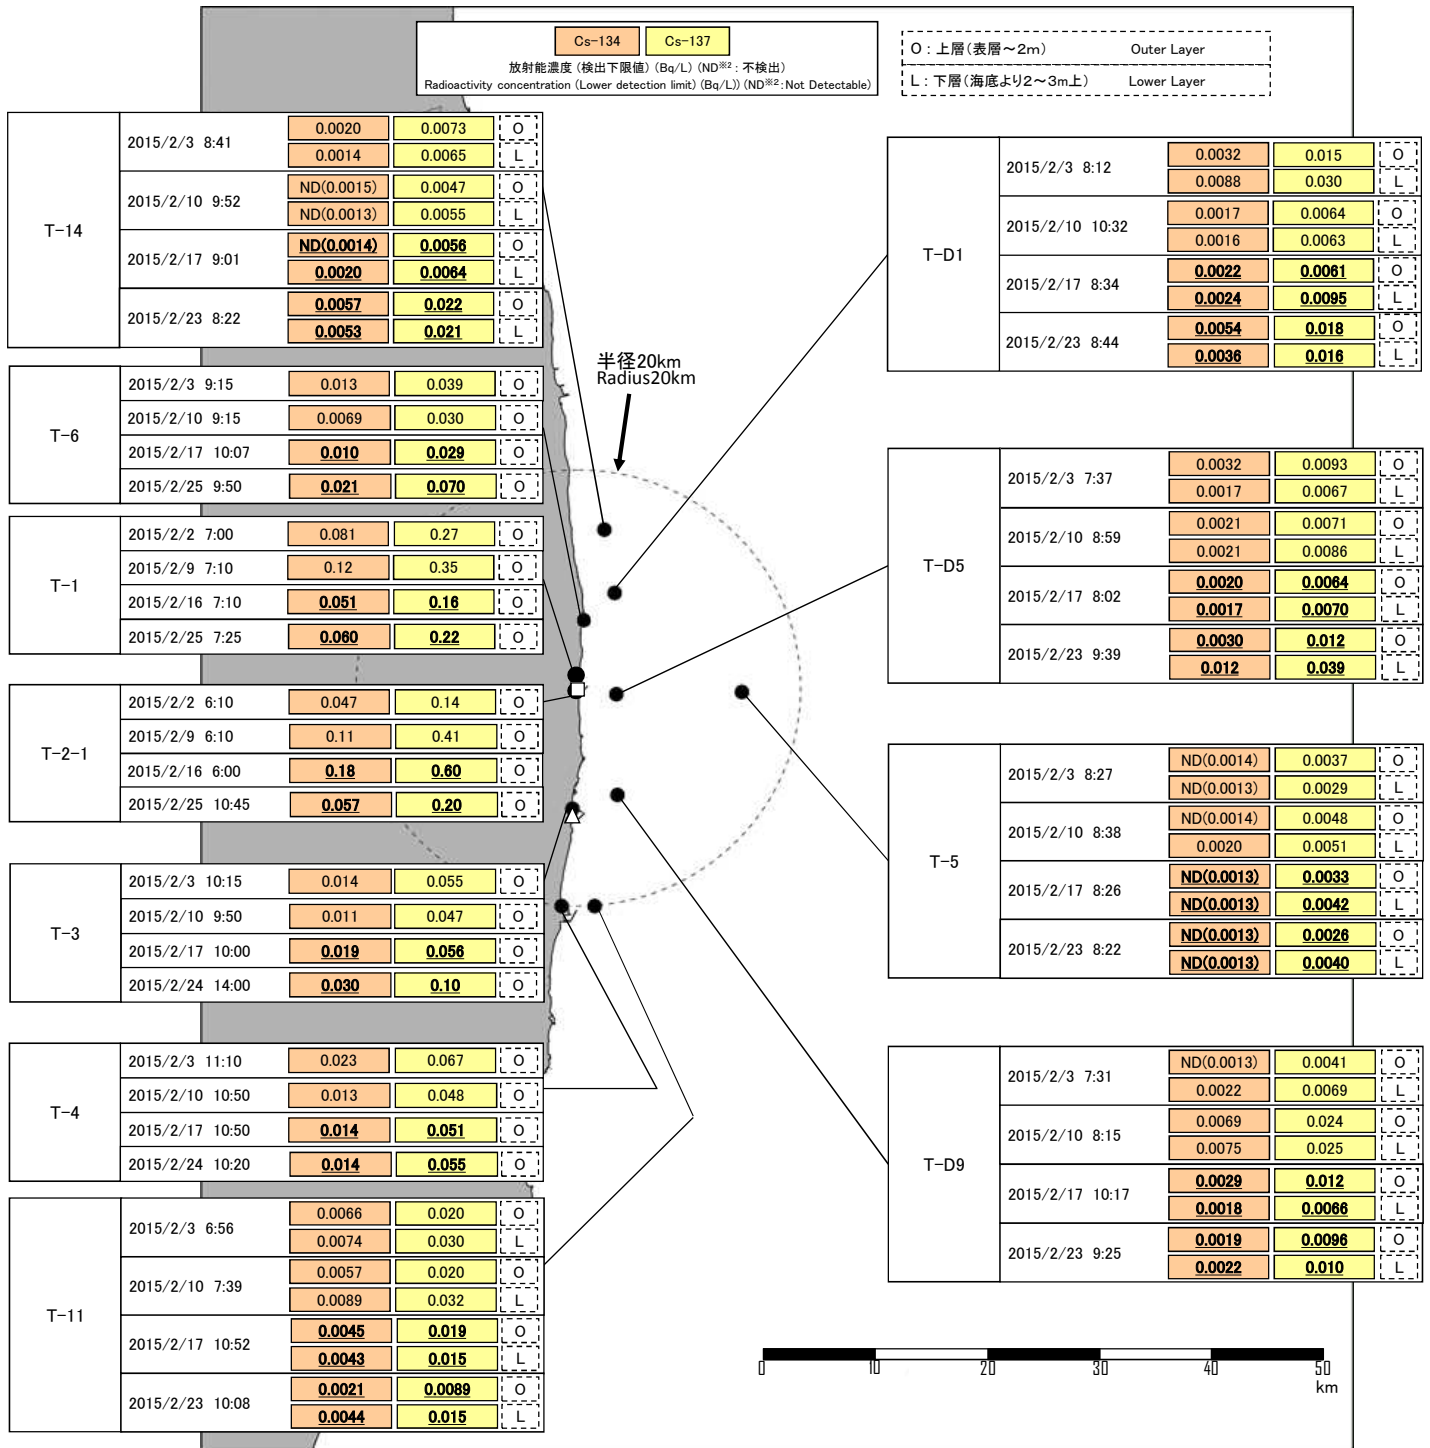 Cs-134 Cs-137
放射能濃度 (検出下限値) (Bq/L) (ND※2 : 不検出)
Radioactivity concentration (Lower detection limit) (Bq/L)) (ND※2:Not Detectable)
O : 上層(表層～2m) Outer Layer
L : 下層(海底より2～3m上) Lower Layer
T-14
2015/2/3 8:41
0.0020 0.0073 O
0.0014 0.0065 L
2015/2/10 9:52
ND(0.0015) 0.0047 O
ND(0.0013) 0.0055 L
2015/2/17 9:01
ND(0.0014) 0.0056 O
0.0020 0.0064 L
2015/2/23 8:22
0.0057 0.022 O
0.0053 0.021 L
T-6
2015/2/3 9:15 0.013 0.039 O
2015/2/10 9:15 0.0069 0.030 O
2015/2/17 10:07 0.010 0.029 O
2015/2/25 9:50 0.021 0.070 O
T-1
2015/2/2 7:00 0.081 0.27 O
2015/2/9 7:10 0.12 0.35 O
2015/2/16 7:10 0.051 0.16 O
2015/2/25 7:25 0.060 0.22 O
T-2-1
2015/2/2 6:10 0.047 0.14 O
2015/2/9 6:10 0.11 0.41 O
2015/2/16 6:00 0.18 0.60 O
2015/2/25 10:45 0.057 0.20 O
T-3
2015/2/3 10:15 0.014 0.055 O
2015/2/10 9:50 0.011 0.047 O
2015/2/17 10:00 0.019 0.056 O
2015/2/24 14:00 0.030 0.10 O
T-4
2015/2/3 11:10 0.023 0.067 O
2015/2/10 10:50 0.013 0.048 O
2015/2/17 10:50 0.014 0.051 O
2015/2/24 10:20 0.014 0.055 O
T-11
2015/2/3 6:56
0.0066 0.020 O
0.0074 0.030 L
2015/2/10 7:39
0.0057 0.020 O
0.0089 0.032 L
2015/2/17 10:52
0.0045 0.019 O
0.0043 0.015 L
2015/2/23 10:08
0.0021 0.0089 O
0.0044 0.015 L
半径20km
Radius20km
T-D1
2015/2/3 8:12
0.0032 0.015 O
0.0088 0.030 L
2015/2/10 10:32
0.0017 0.0064 O
0.0016 0.0063 L
2015/2/17 8:34
0.0022 0.0061 O
0.0024 0.0095 L
2015/2/23 8:44
0.0054 0.018 O
0.0036 0.016 L
T-D5
2015/2/3 7:37
0.0032 0.0093 O
0.0017 0.0067 L
2015/2/10 8:59
0.0021 0.0071 O
0.0021 0.0086 L
2015/2/17 8:02
0.0020 0.0064 O
0.0017 0.0070 L
2015/2/23 9:39
0.0030 0.012 O
0.012 0.039 L
T-5
2015/2/3 8:27
ND(0.0014) 0.0037 O
ND(0.0013) 0.0029 L
2015/2/10 8:38
ND(0.0014) 0.0048 O
0.0020 0.0051 L
2015/2/17 8:26
ND(0.0013) 0.0033 O
ND(0.0013) 0.0042 L
2015/2/23 8:22
ND(0.0013) 0.0026 O
ND(0.0013) 0.0040 L
T-D9
2015/2/3 7:31
ND(0.0013) 0.0041 O
0.0022 0.0069 L
2015/2/10 8:15
0.0069 0.024 O
0.0075 0.025 L
2015/2/17 10:17
0.0029 0.012 O
0.0018 0.0066 L
2015/2/23 9:25
0.0019 0.0096 O
0.0022 0.010 L
0 10 20 30 40 50
km